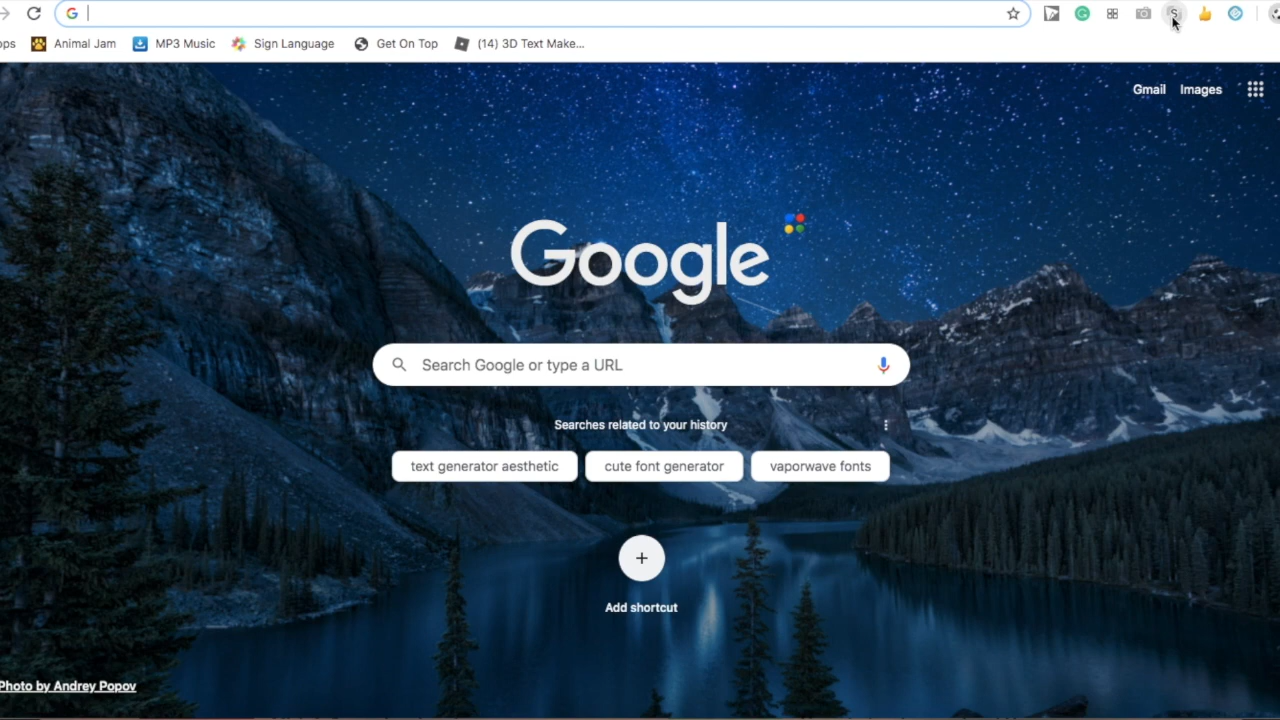 ops Animal Jam MP3 Music Sign Language Get On Top (14) 3D Text Make...
Gmail Images
Google
Search Google or type a URL
Searches related to your history
text generator aesthetic cute font generator vaporwave fonts
Add shortcut
Photo by Andrey Popov